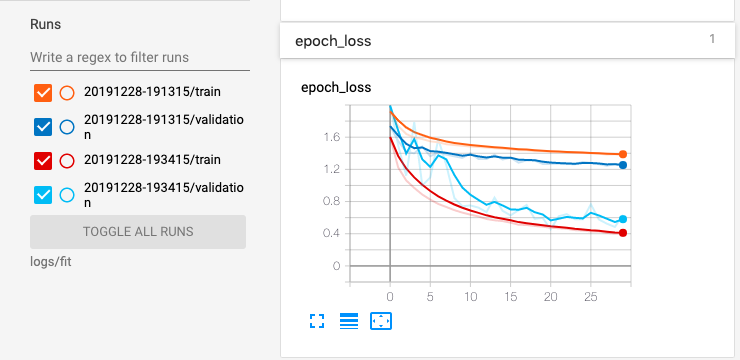 Runs
Write a regex to filter runs
20191228-191315/train
20191228-191315/validatio
n
20191228-193415/train
20191228-193415/validatio
n
TOGGLE ALL RUNS
logs/fit
epoch_loss
1
epoch_loss
1.6
1.2
0.8
0.4
0
0 5 10 15 20 25